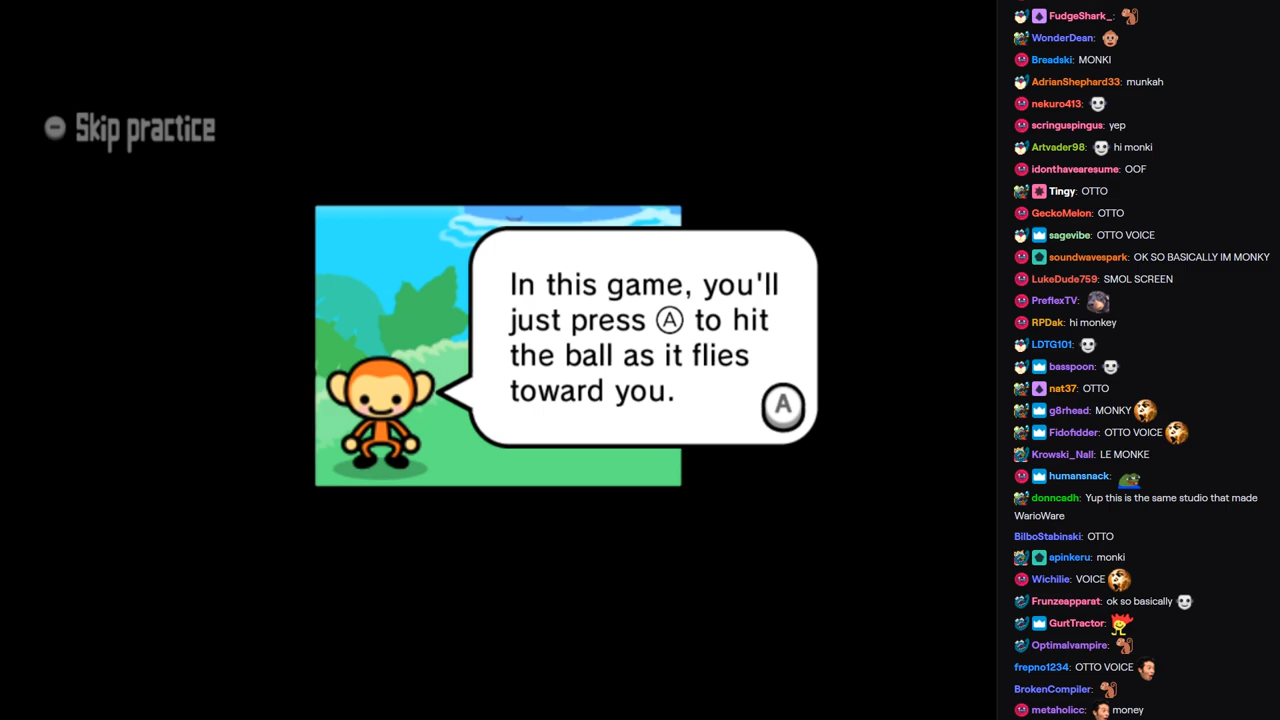 Skip practice
In this game, you'll
just press Ⓐ to hit
the ball as it flies
toward you.
A
FudgeShark_:
WonderDean:
Breadski: MONKI
AdrianShephard33: munkah
nekuro413:
scringuspingus: yep
Artvader98: hi monki
idonthavearesume: OOF
Tingy: OTTO
GeckoMelon: OTTO
sagevibe: OTTO VOICE
soundwavespark: OK SO BASICALLY IM MONKY
LukeDude759: SMOL SCREEN
PreflexTV:
RPDak: hi monkey
LDTG101:
basspoon:
nat37: OTTO
g8rhead: MONKY
Fidofidder: OTTO VOICE
Krowski_Nall: LE MONKE
humansnack:
donncadh: Yup this is the same studio that made
WarioWare
BilboStabinski: OTTO
apinkeru: monki
Wichilie: VOICE
Frunzeapparat: ok so basically
GurtTractor:
Optimalvampire:
frepno1234: OTTO VOICE
BrokenCompiler:
metaholicc: money